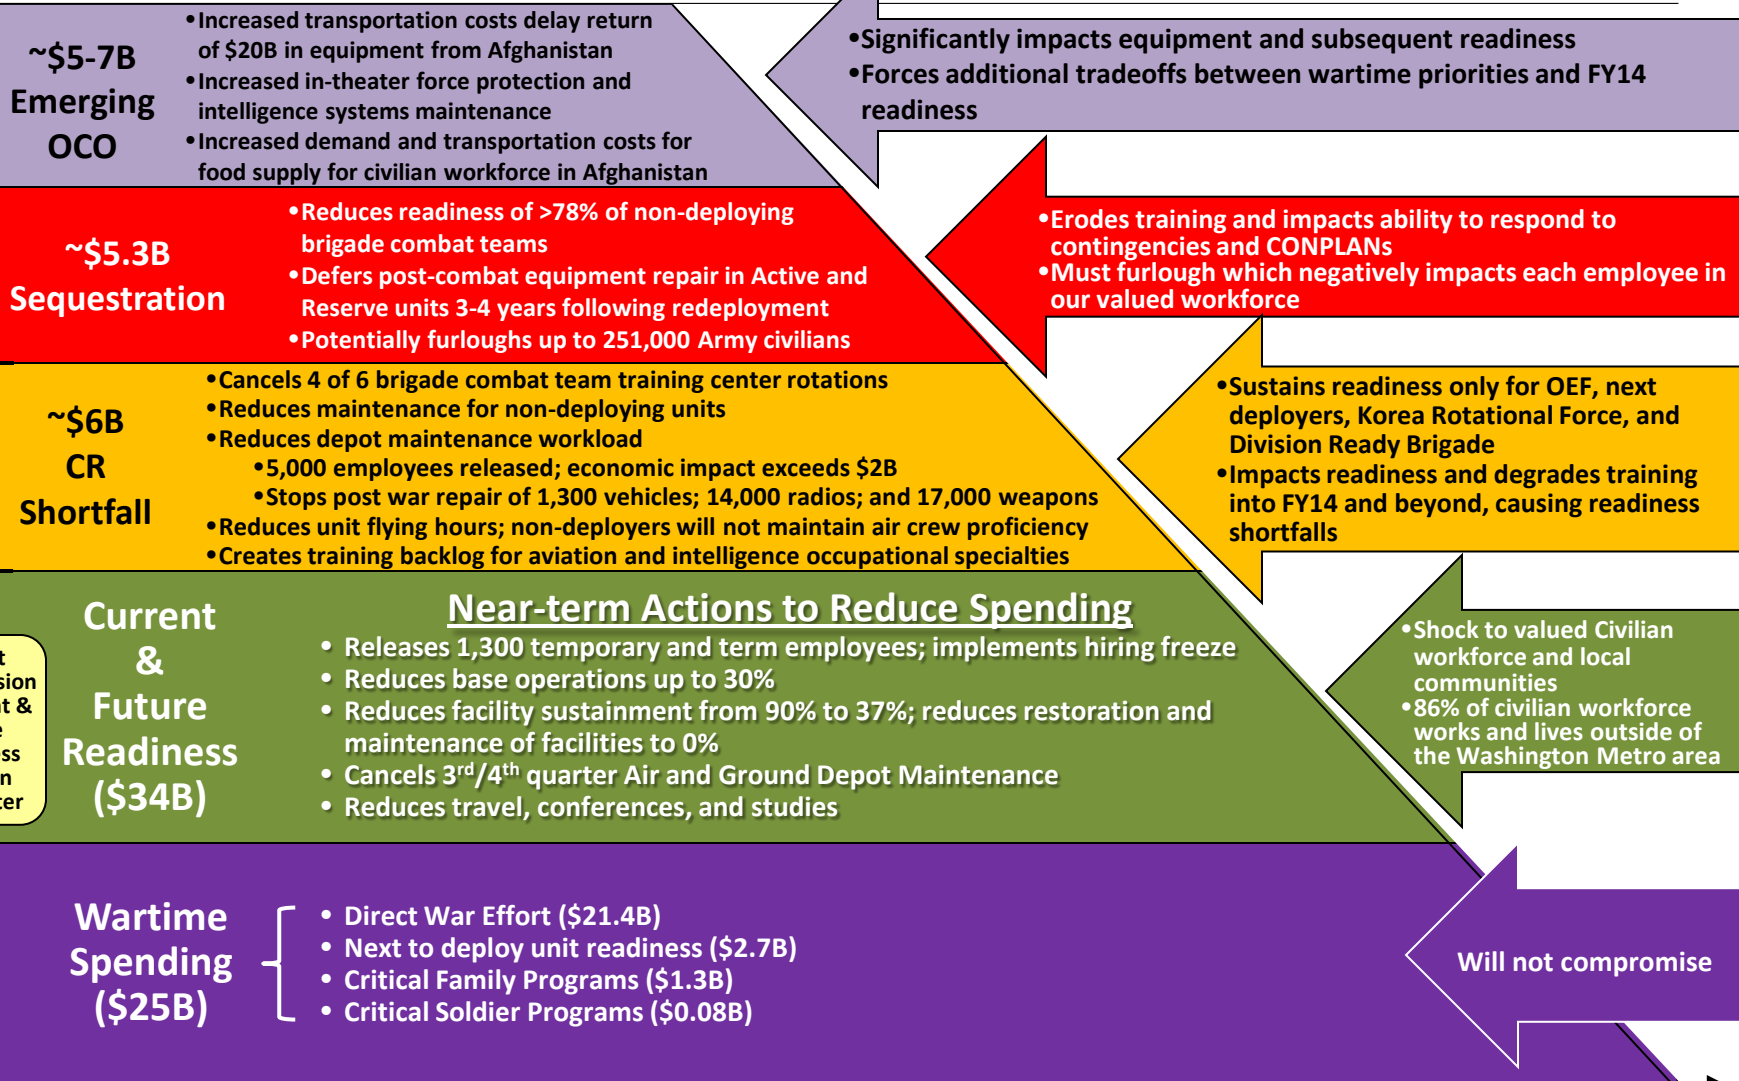 ~$5-7B
Emerging
OCO
•Increased transportation costs delay return
of $20B in equipment from Afghanistan
•Increased in-theater force protection and
intelligence systems maintenance
•Increased demand and transportation costs for
food supply for civilian workforce in Afghanistan
•Significantly impacts equipment and subsequent readiness
•Forces additional tradeoffs between wartime priorities and FY14
readiness
~$5.3B
Sequestration
•Reduces readiness of >78% of non-deploying
brigade combat teams
•Defers post-combat equipment repair in Active and
Reserve units 3-4 years following redeployment
•Potentially furloughs up to 251,000 Army civilians
•Erodes training and impacts ability to respond to
contingencies and CONPLANs
•Must furlough which negatively impacts each employee in
our valued workforce
~$6B
CR
Shortfall
•Cancels 4 of 6 brigade combat team training center rotations
•Reduces maintenance for non-deploying units
•Reduces depot maintenance workload
•5,000 employees released; economic impact exceeds $2B
•Stops post war repair of 1,300 vehicles; 14,000 radios; and 17,000 weapons
•Reduces unit flying hours; non-deployers will not maintain air crew proficiency
•Creates training backlog for aviation and intelligence occupational specialties
•Sustains readiness only for OEF, next
deployers, Korea Rotational Force, and
Division Ready Brigade
•Impacts readiness and degrades training
into FY14 and beyond, causing readiness
shortfalls
Current
&
Future
Readiness
($34B)
Near-term Actions to Reduce Spending
• Releases 1,300 temporary and term employees; implements hiring freeze
• Reduces base operations up to 30%
• Reduces facility sustainment from 90% to 37%; reduces restoration and
maintenance of facilities to 0%
• Cancels 3rd/4th quarter Air and Ground Depot Maintenance
• Reduces travel, conferences, and studies
•Shock to valued Civilian
workforce and local
communities
•86% of civilian workforce
works and lives outside of
the Washington Metro area
Wartime
Spending
($25B)
• Direct War Effort ($21.4B)
• Next to deploy unit readiness ($2.7B)
• Critical Family Programs ($1.3B)
• Critical Soldier Programs ($0.08B)
Will not compromise